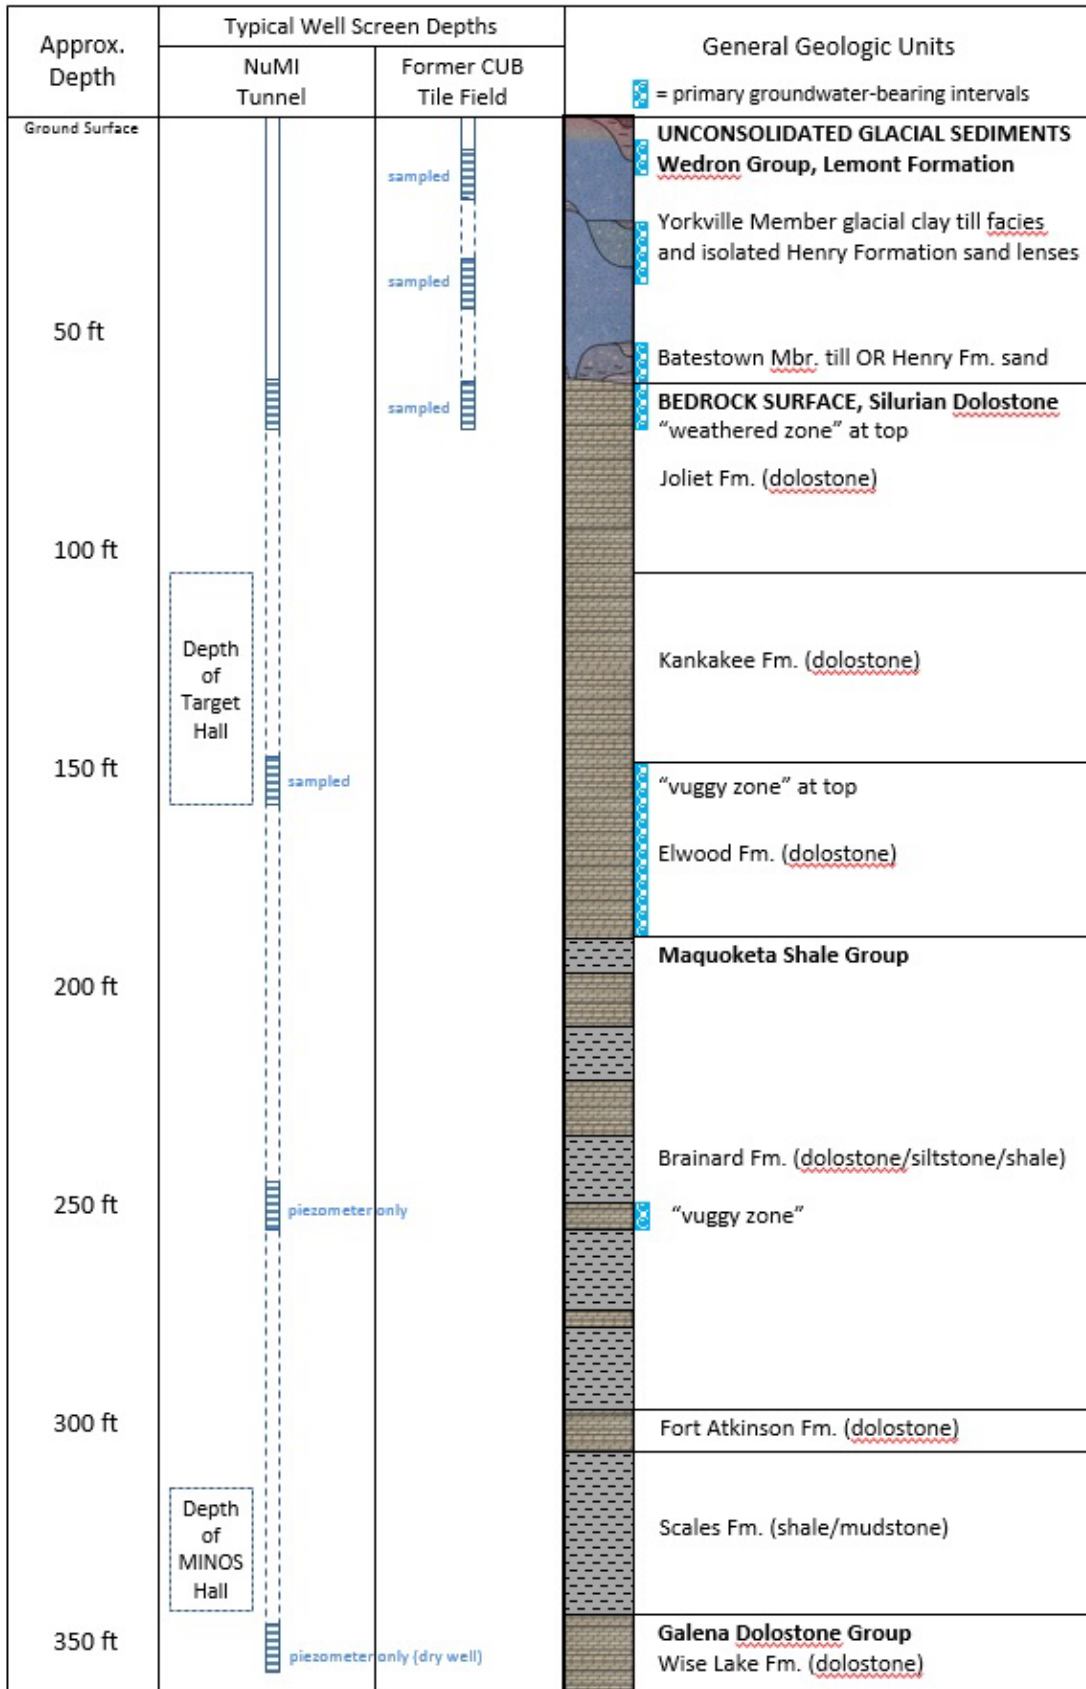 Approx.
Depth
Typical Well Screen Depths
NuMI
Tunnel
Former CUB
Tile Field
General Geologic Units
= primary groundwater-bearing intervals
Ground Surface
UNCONSOLIDATED GLACIAL SEDIMENTS
Wedron Group, Lemont Formation
sampled
Yorkville Member glacial clay till facies
and isolated Henry Formation sand lenses
sampled
50 ft
Batestown Mbr. till OR Henry Fm. sand
sampled
BEDROCK SURFACE, Silurian Dolostone
“weathered zone” at top
Joliet Fm. (dolostone)
100 ft
Depth
of
Target
Hall
Kankakee Fm. (dolostone)
150 ft
sampled
“vuggy zone” at top
Elwood Fm. (dolostone)
Maquoketa Shale Group
200 ft
Brainard Fm. (dolostone/siltstone/shale)
250 ft
piezometer only
“vuggy zone”
300 ft
Fort Atkinson Fm. (dolostone)
Depth
of
MINOS
Hall
Scales Fm. (shale/mudstone)
350 ft
piezometer only (dry well)
Galena Dolostone Group
Wise Lake Fm. (dolostone)